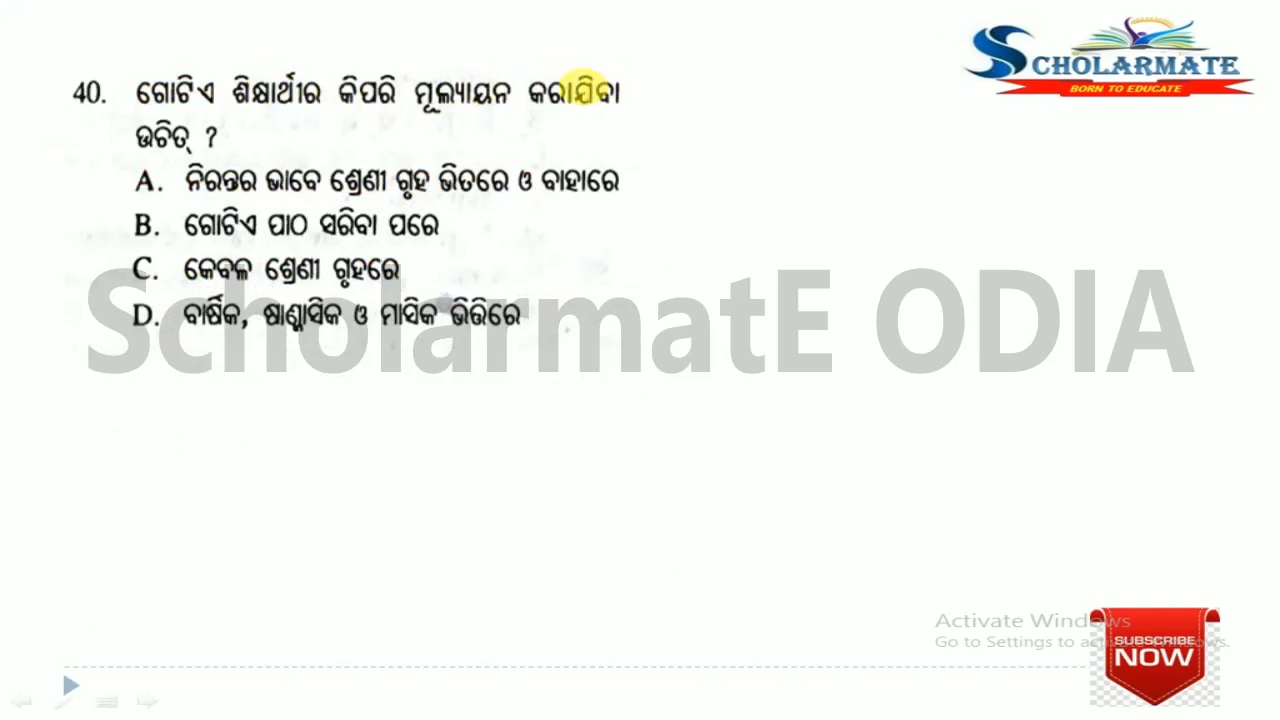 SCHOLARMATE
BORN TO EDUCATE
40. ଗୋଟିଏ ଶିକ୍ଷାର୍ଥୀର କିପରି ମୂଲ୍ୟାୟନ କରାଯିବା
ଉଚିତ୍ ?
A. ନିରନ୍ତର ଭାବେ ଶ୍ରେଣୀ ଗୃହ ଭିତରେ ଓ ବାହାରେ
B. ଗୋଟିଏ ପାଠ ସରିବା ପରେ
C. କେବଳ ଶ୍ରେଣୀ ଗୃହରେ
D. ବାର୍ଷିକ, ଷାଣ୍ମାସିକ ଓ ମାସିକ ଭିତ୍ତିରେ
ScholarmatE ODIA
Activate Windows
Go to Settings to activate Windows.
SUBSCRIBE
NOW